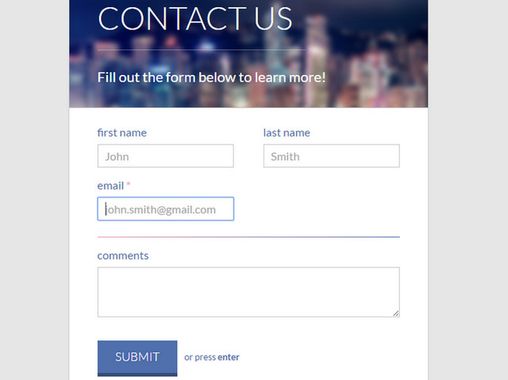 CONTACT US
Fill out the form below to learn more!
first name last name
John Smith
email *
john.smith@gmail.com
comments
SUBMIT or press enter